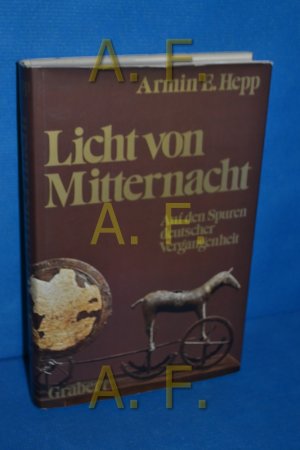 A. F.
Armin E. Hepp
Licht von
Mitternacht
Auf den Spuren
deutscher
Vergangenheit
A. F.
Grabert
A. F.